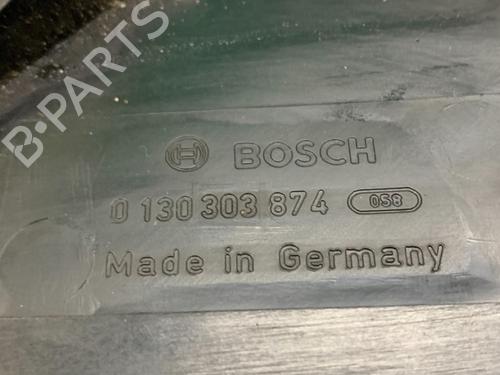 B-PARTS
BOSCH
0 130 303 874 058
Made in Germany